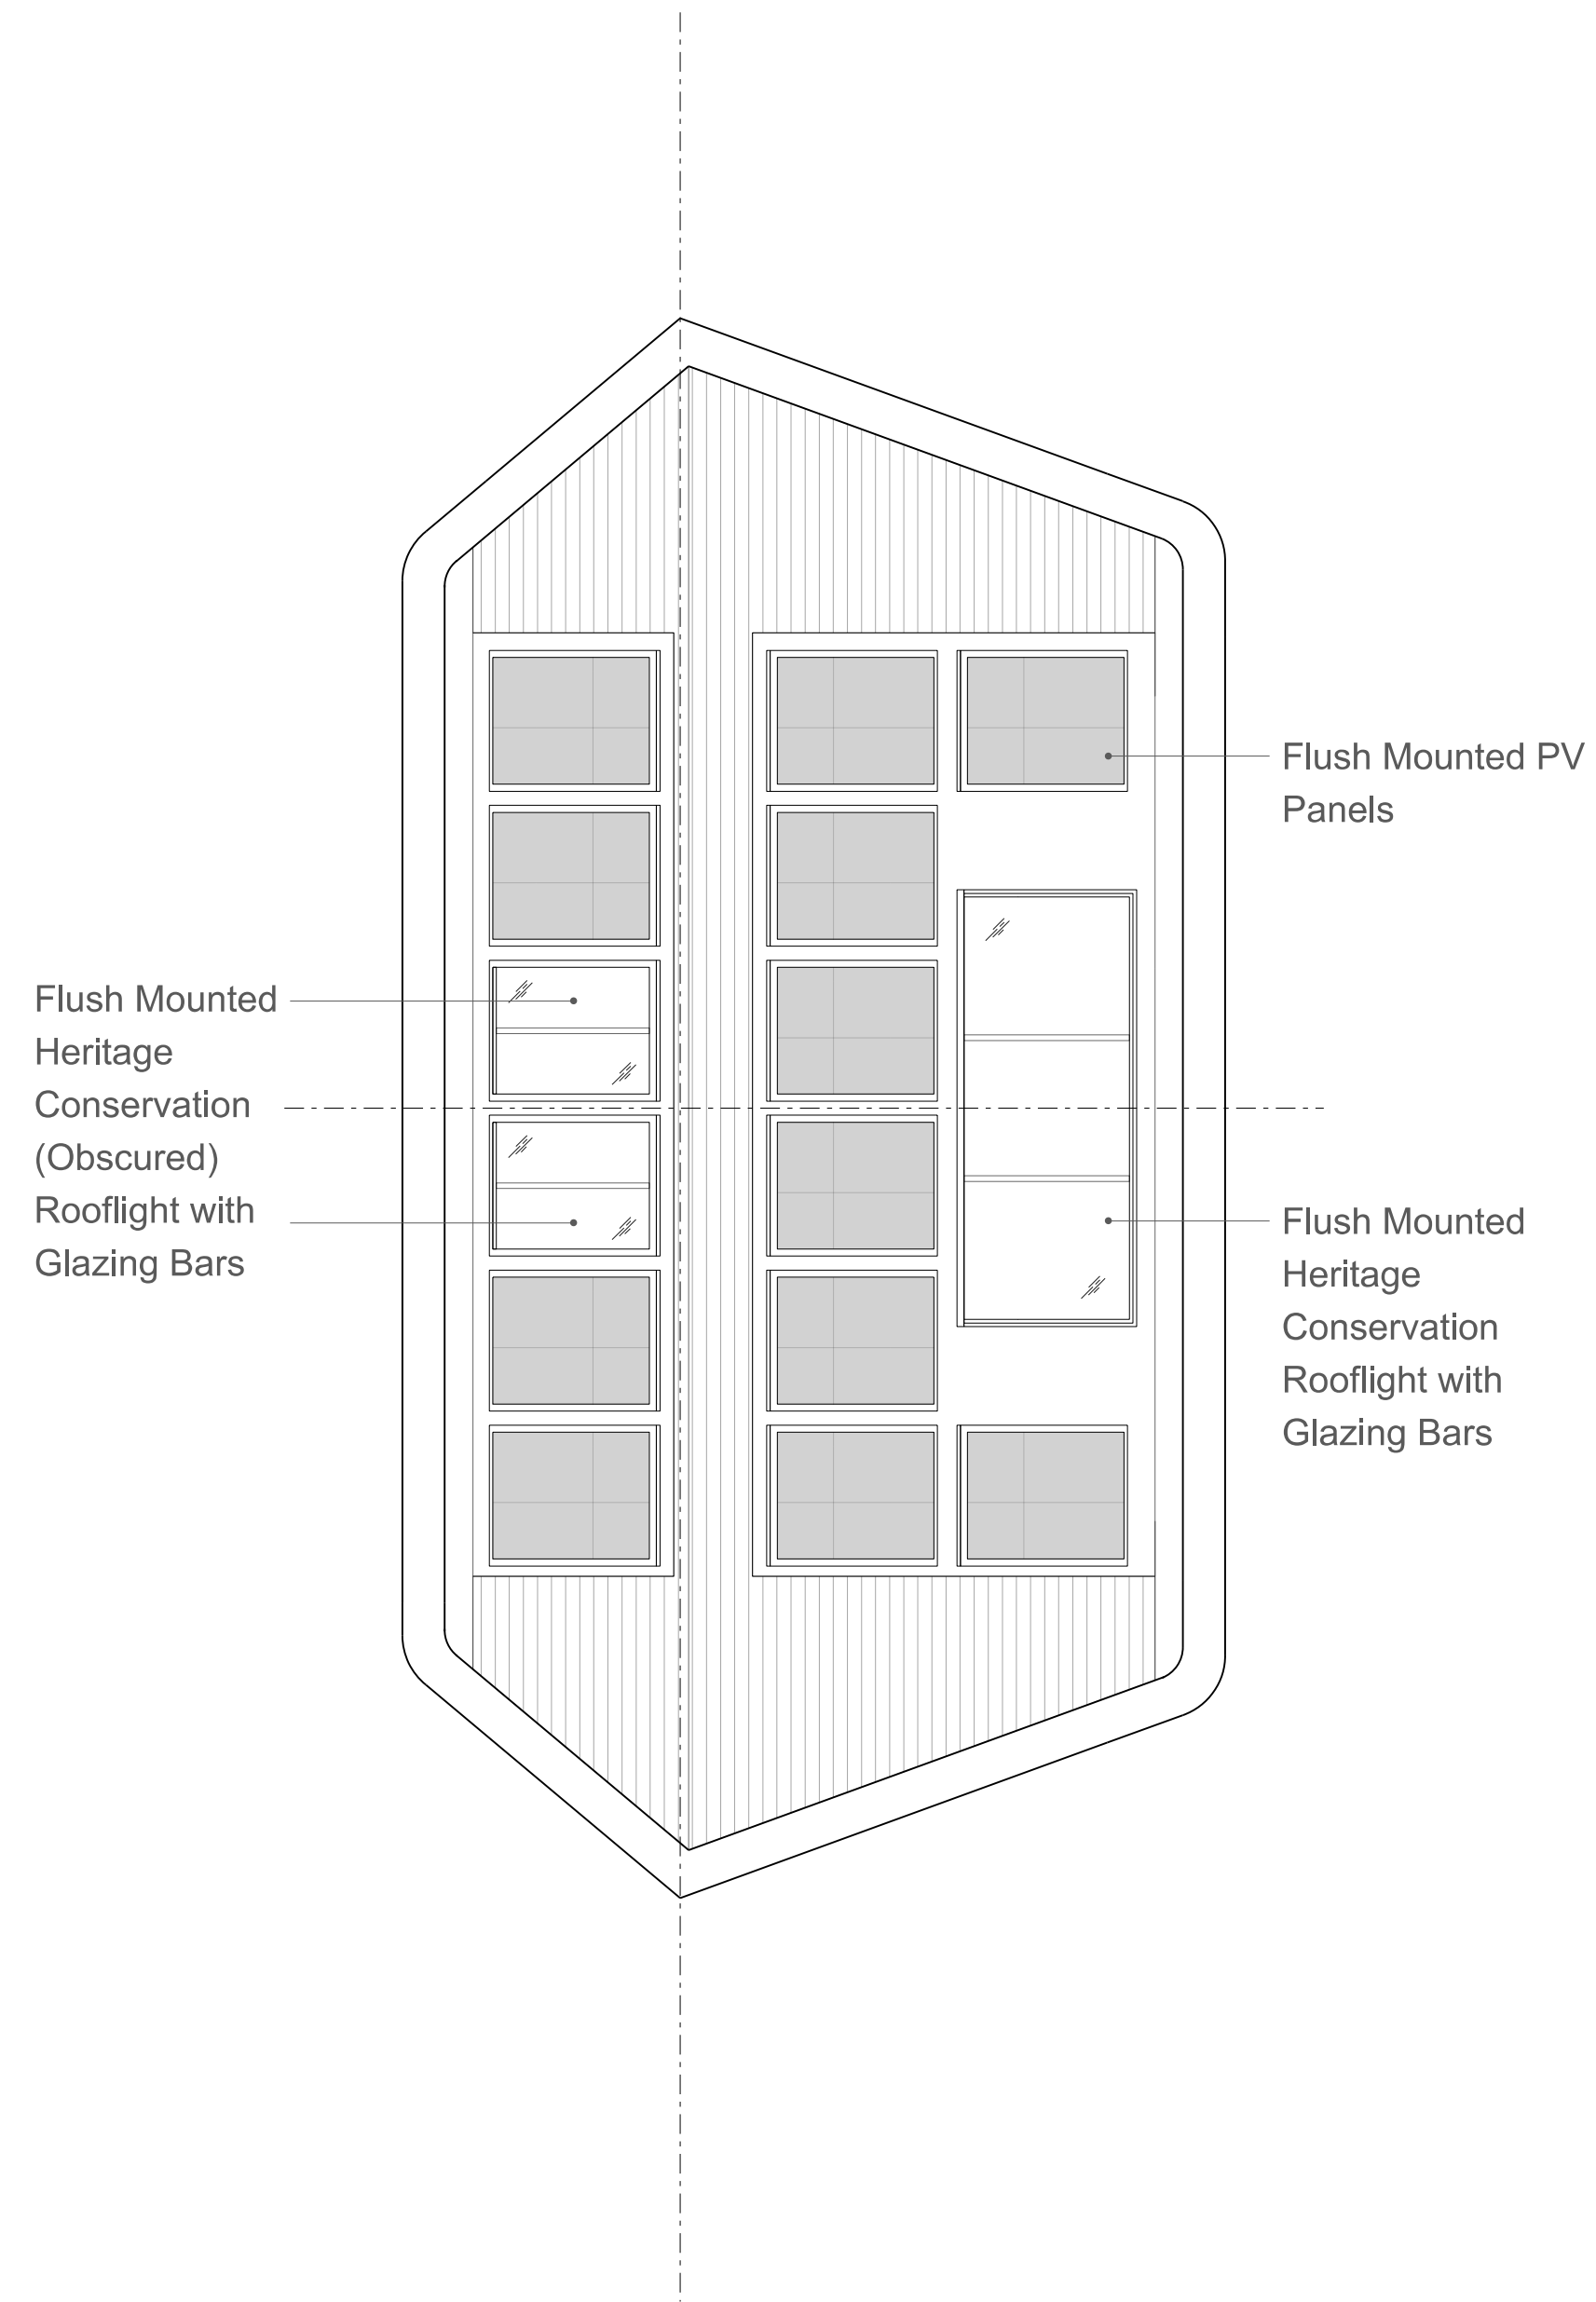 Flush Mounted PV
Panels
Flush Mounted
Heritage
Conservation
(Obscured)
Rooflight with
Glazing Bars
Flush Mounted
Heritage
Conservation
Rooflight with
Glazing Bars